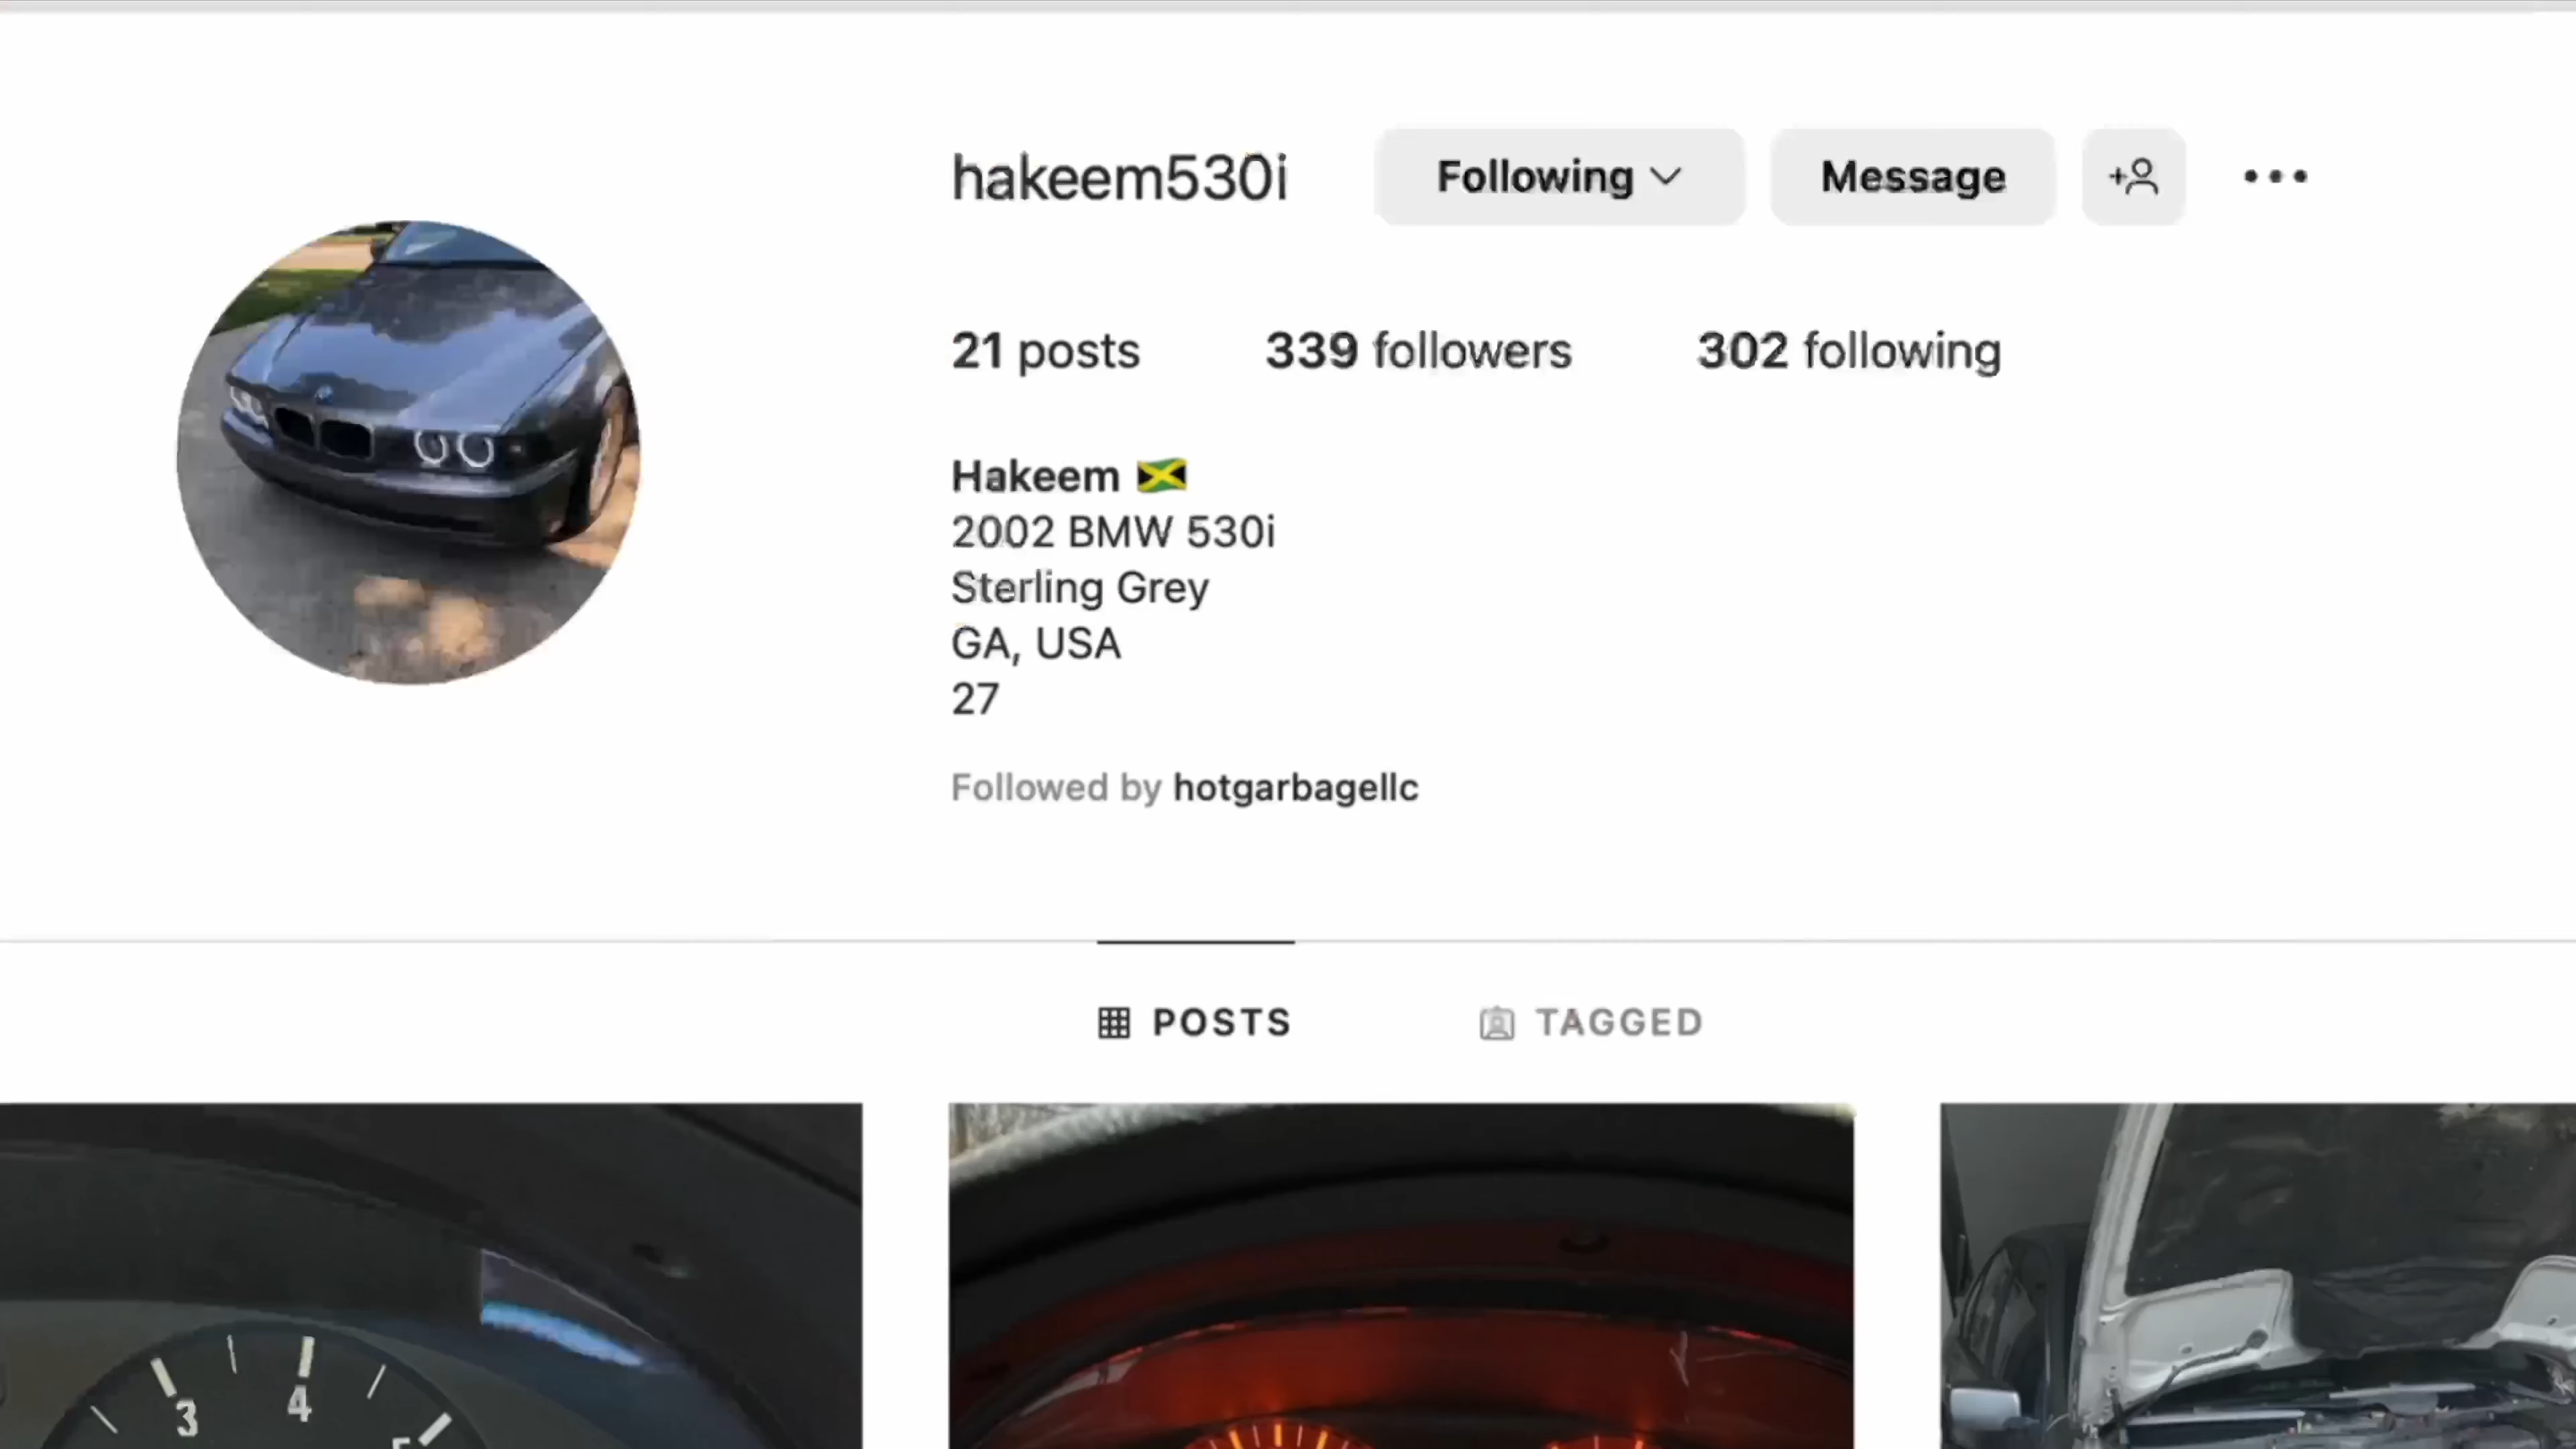 hakeem530i Following Message
21 posts 339 followers 302 following
Hakeem 🇯🇲
2002 BMW 530i
Sterling Grey
GA, USA
27
Followed by hotgarbagellc
POSTS TAGGED
3 4